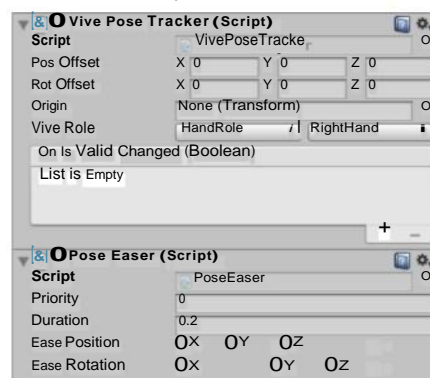 Vive Pose Tracker (Script)
Script VivePoseTracker
Pos Offset X 0 Y 0 Z 0
Rot Offset X 0 Y 0 Z 0
Origin None (Transform)
Vive Role HandRole RightHand
On Is Valid Changed (Boolean)
List is Empty
+ −
Pose Easer (Script)
Script PoseEaser
Priority 0
Duration 0.2
Ease Position X Y Z
Ease Rotation X Y Z